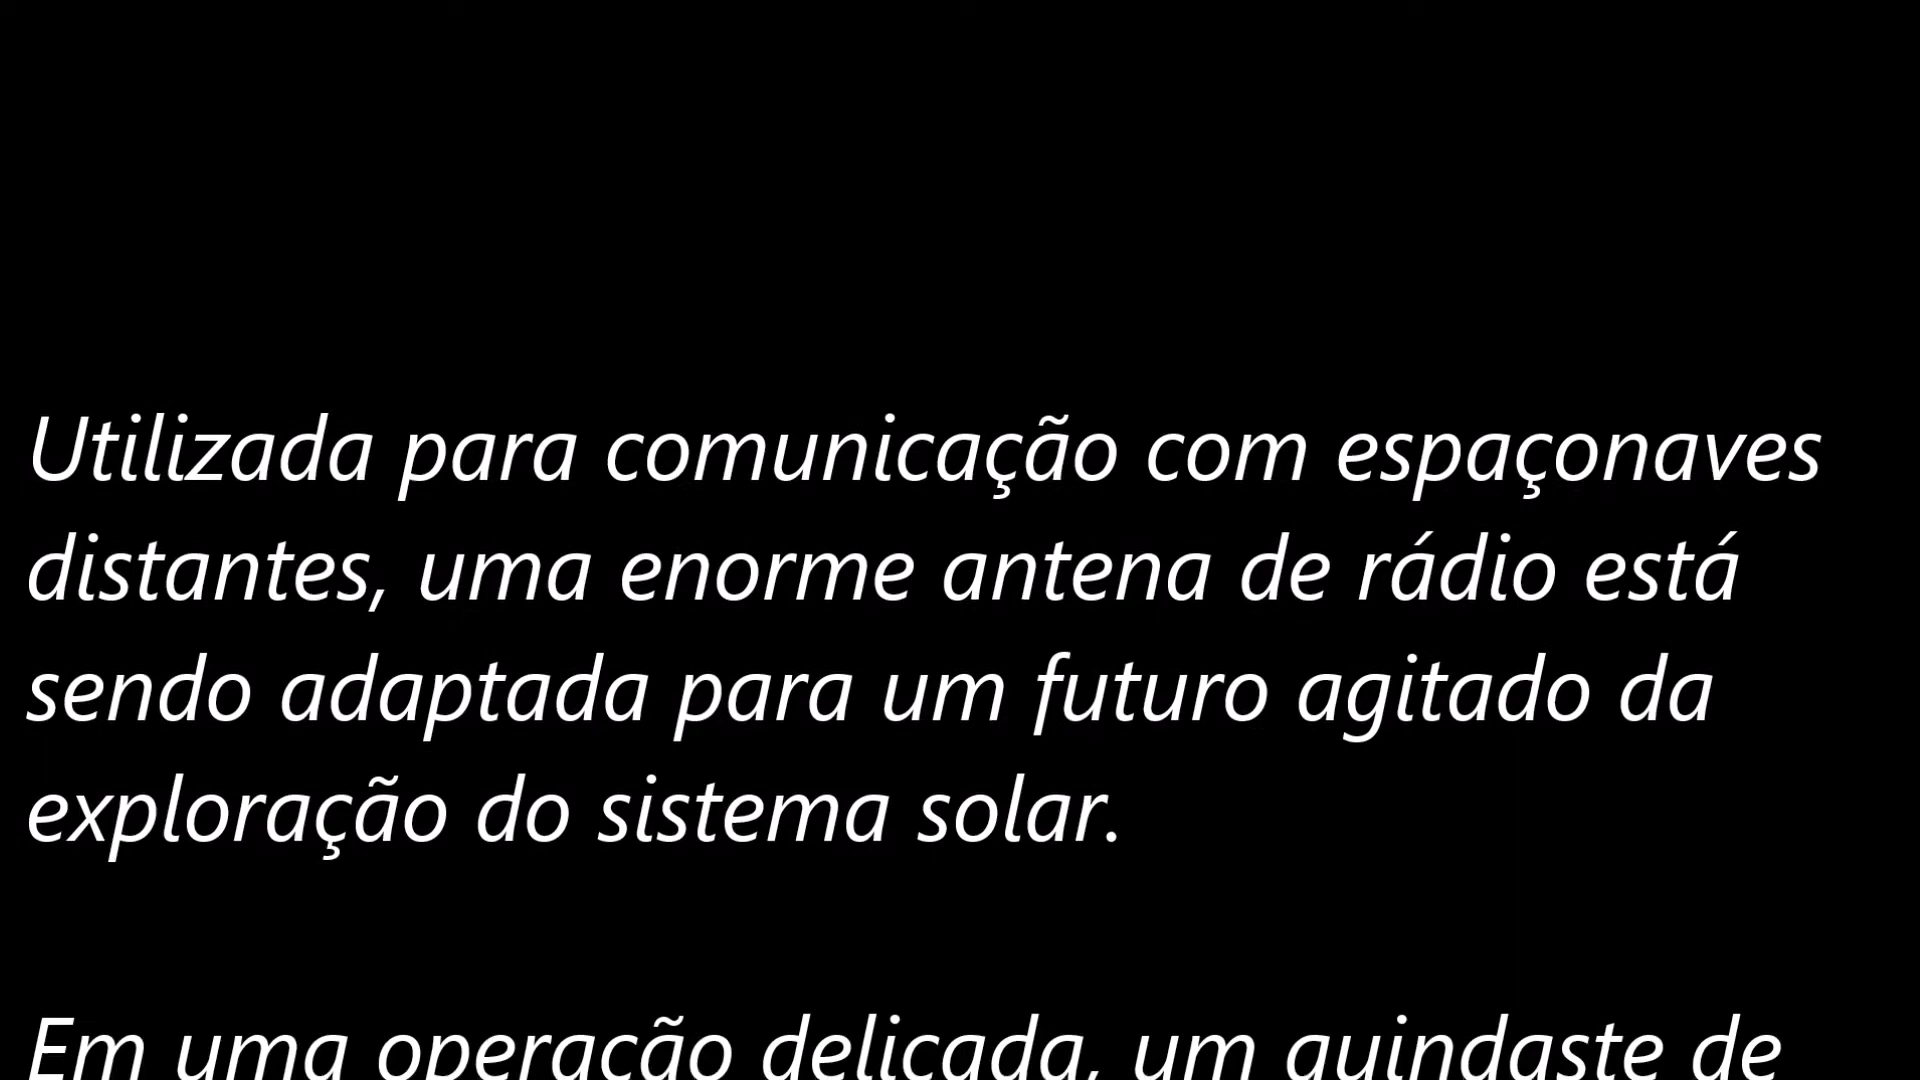 Utilizada para comunicação com espaçonaves
distantes, uma enorme antena de rádio está
sendo adaptada para um futuro agitado da
exploração do sistema solar.
Em uma operação delicada, um guindaste de